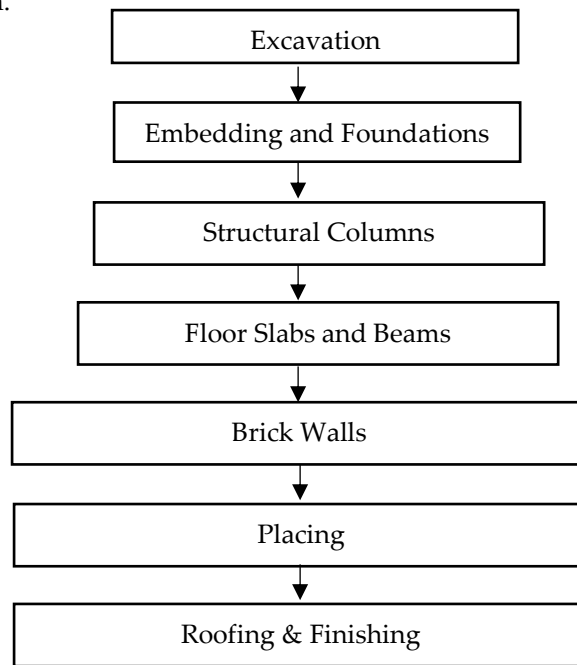 Excavation
Embedding and Foundations
Structural Columns
Floor Slabs and Beams
Brick Walls
Placing
Roofing & Finishing